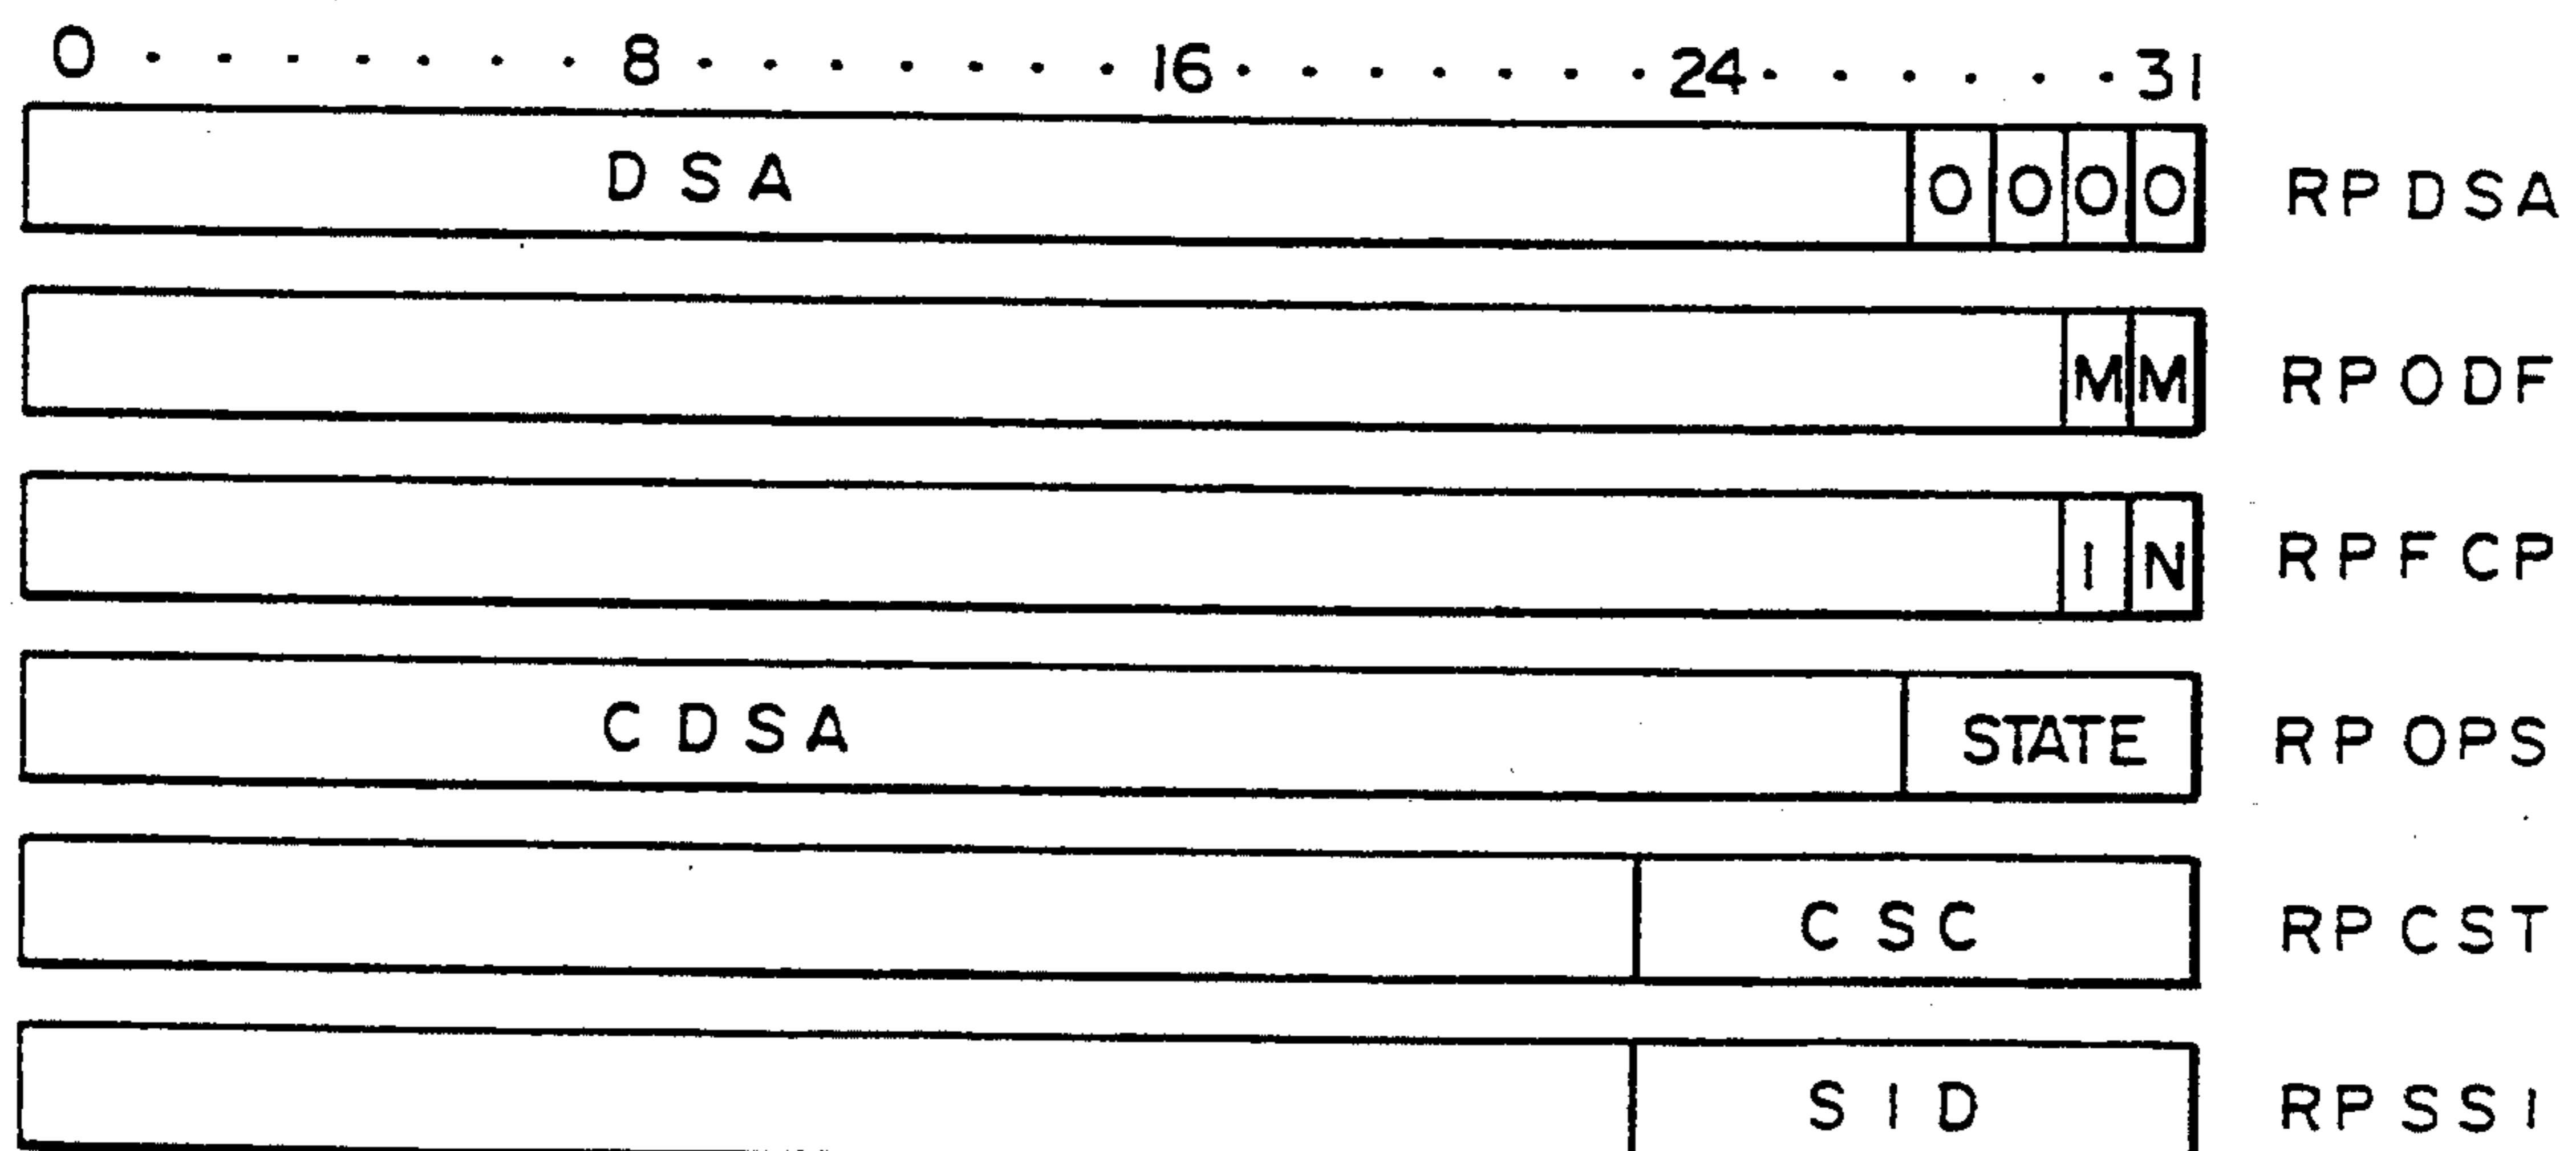 0 . . . . . . . 8 . . . . . . . 16 . . . . . . . 24 . . . . . . 31
D S A 0 0 0 0 RPDSA
M M RPODF
I N RPFCP
CDSA STATE RPOPS
CSC RPCST
SID RPSSI